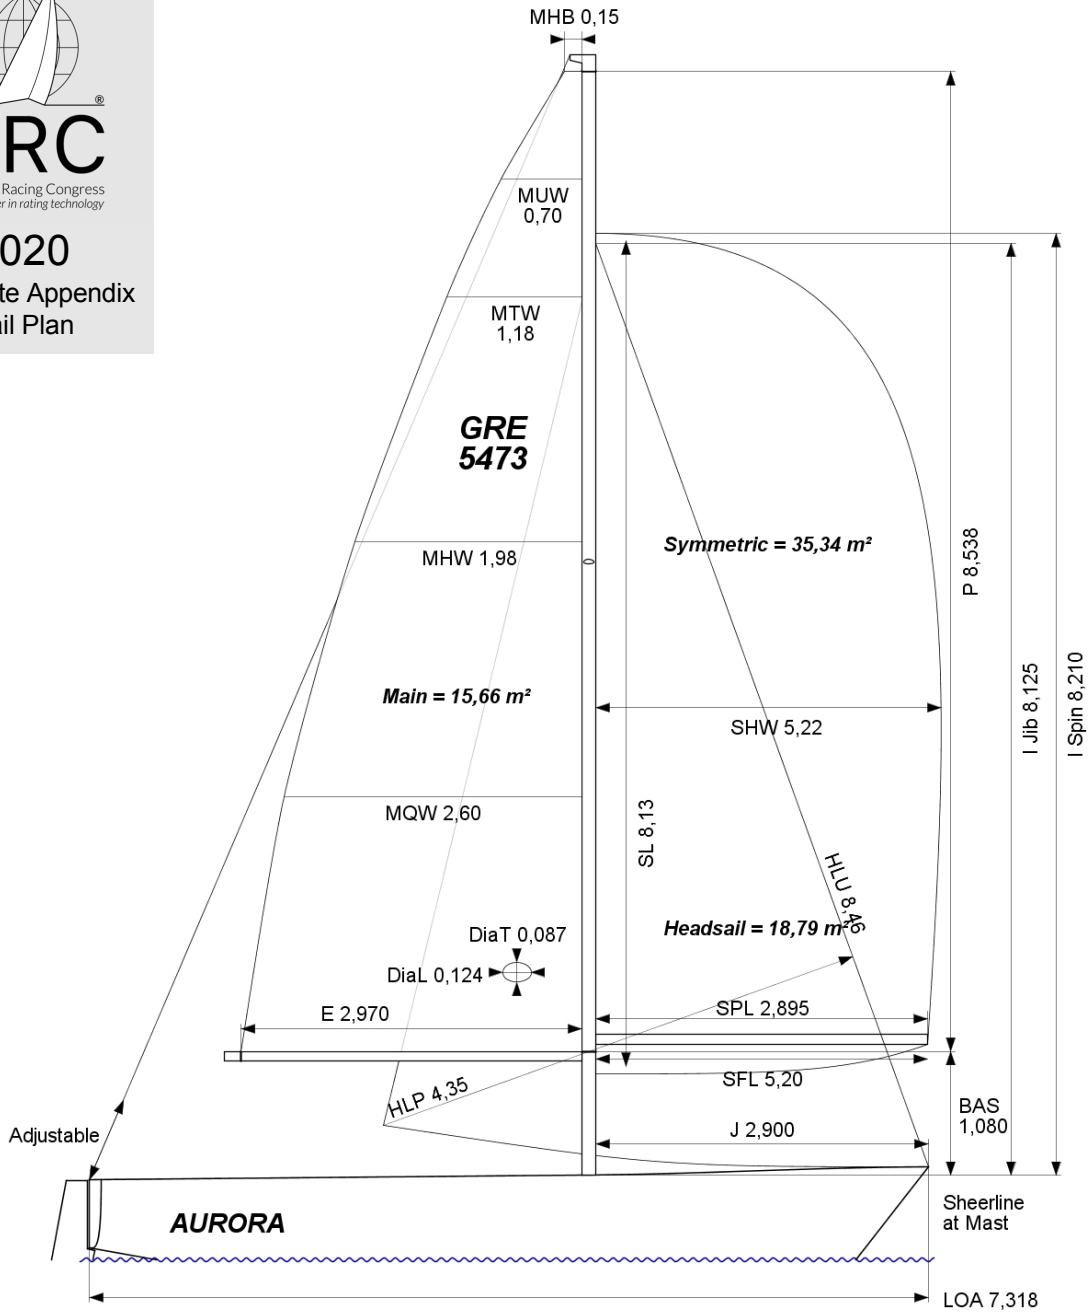 MHB 0,15
®
RC
Racing Congress
in rating technology
020
Appendix
Plan
MUW
0,70
MTW
1,18
GRE
5473
Symmetric = 35,34 m²
P 8,538
MHW 1,98
I Jib 8,125
I Spin 8,210
Main = 15,66 m²
SHW 5,22
MQW 2,60
SL 8,13
HLU 8,46
Headsail = 18,79 m²
DiaT 0,087
DiaL 0,124
E 2,970
SPL 2,895
SFL 5,20
HLP 4,35
BAS
1,080
J 2,900
Adjustable
AURORA
Sheerline
at Mast
LOA 7,318